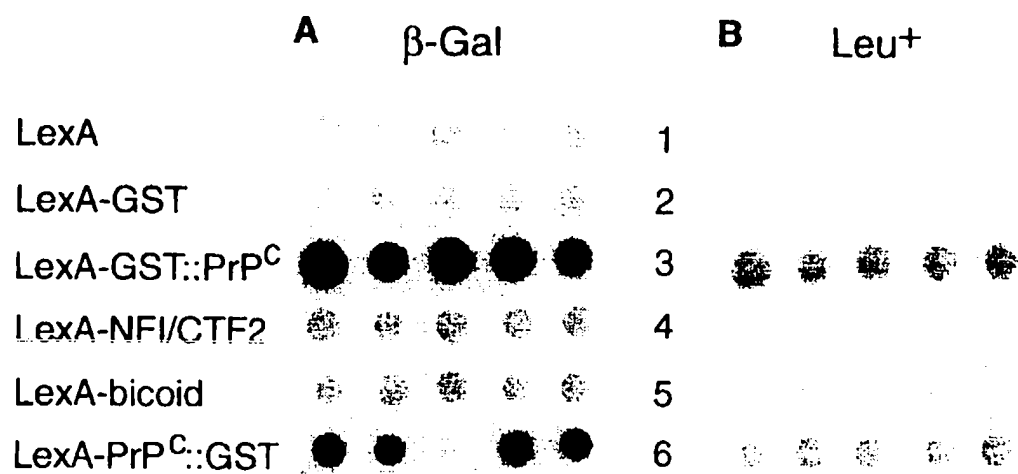 A β-Gal B Leu⁺
LexA 1
LexA-GST 2
LexA-GST::PrPᶜ 3
LexA-NFI/CTF2 4
LexA-bicoid 5
LexA-PrPᶜ::GST 6